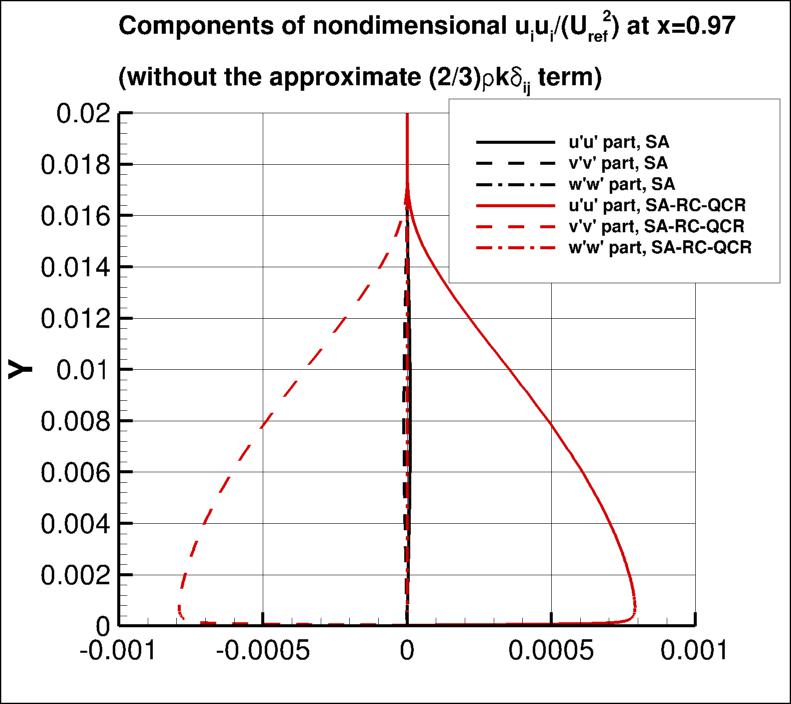 Components of nondimensional uᵢuᵢ/(U_ref²) at x=0.97
(without the approximate (2/3)ρkδᵢⱼ term)
u'u' part, SA
v'v' part, SA
w'w' part, SA
u'u' part, SA-RC-QCR
v'v' part, SA-RC-QCR
w'w' part, SA-RC-QCR
0.02
0.018
0.016
0.014
0.012
0.01
0.008
0.006
0.004
0.002
0
Y
-0.001 -0.0005 0 0.0005 0.001